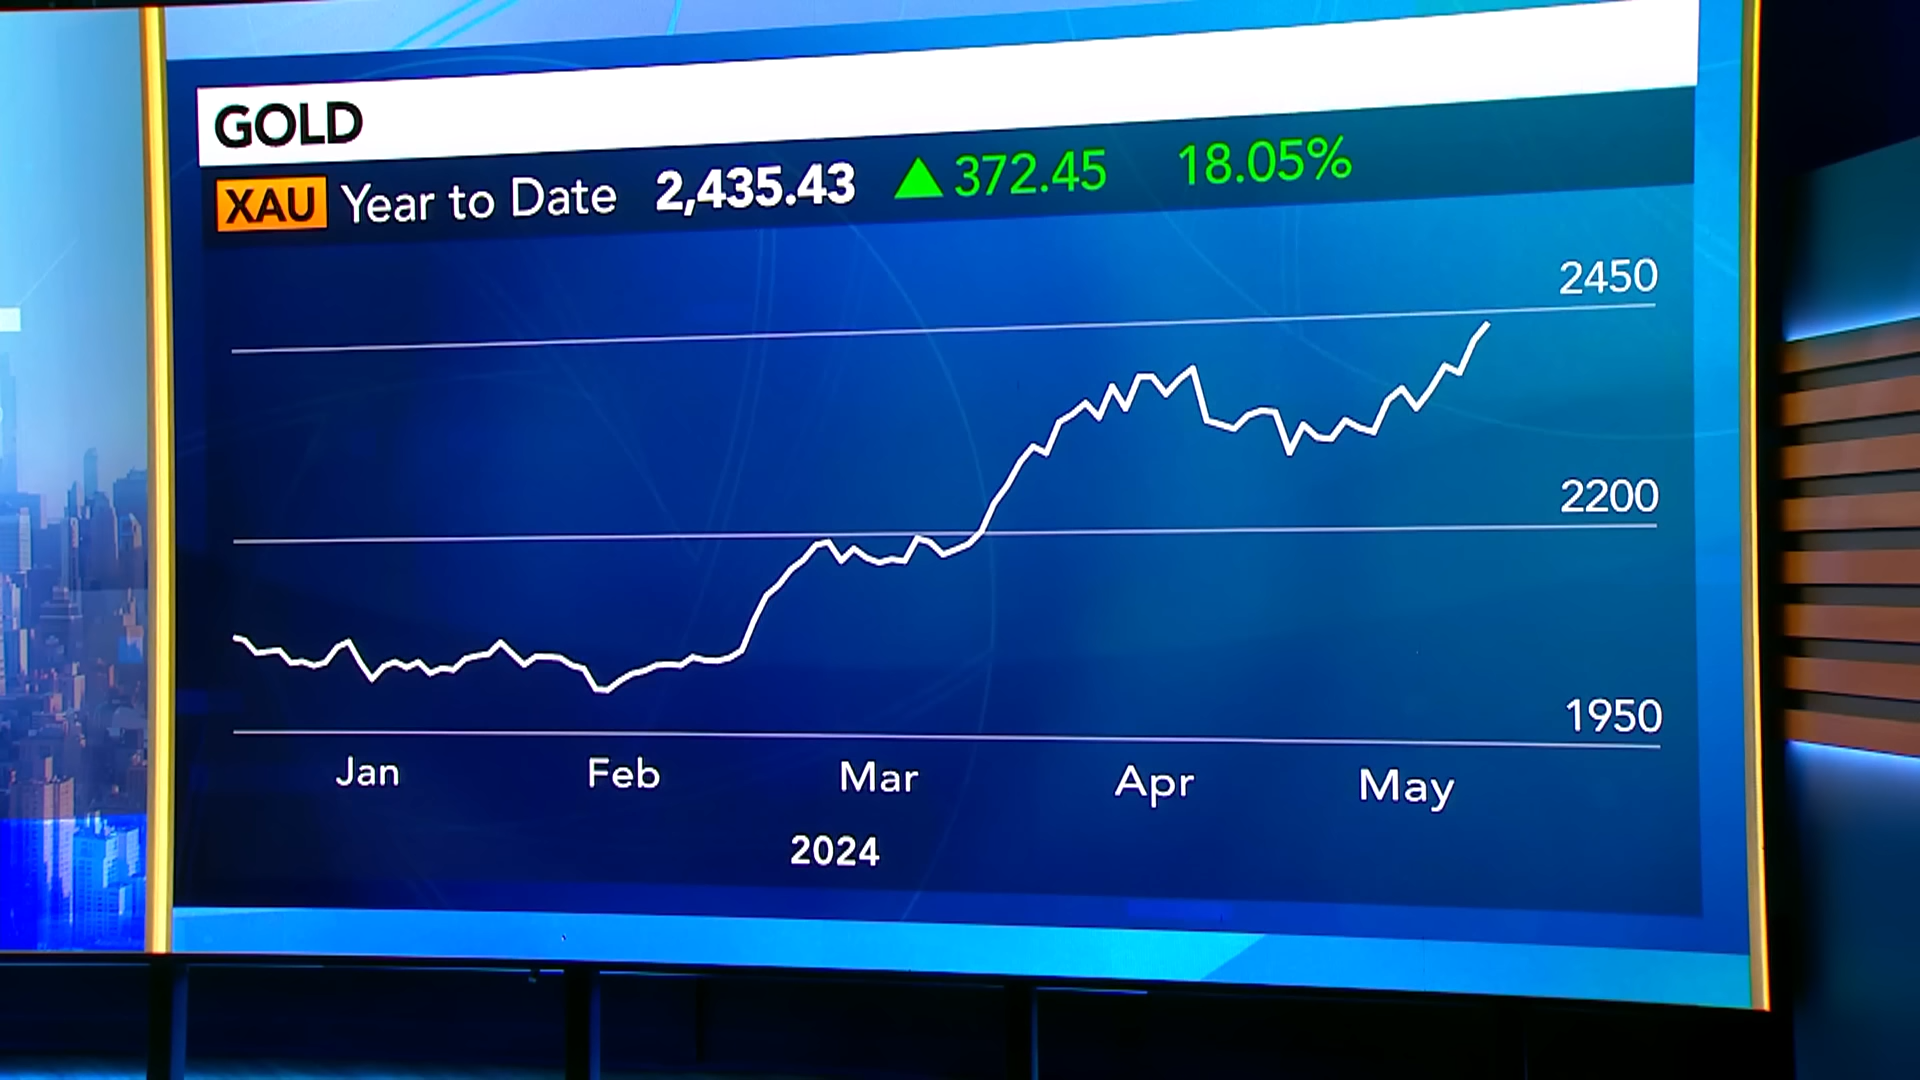 GOLD
XAU Year to Date 2,435.43 ▲372.45 18.05%
2450
2200
1950
Jan Feb Mar Apr May
2024